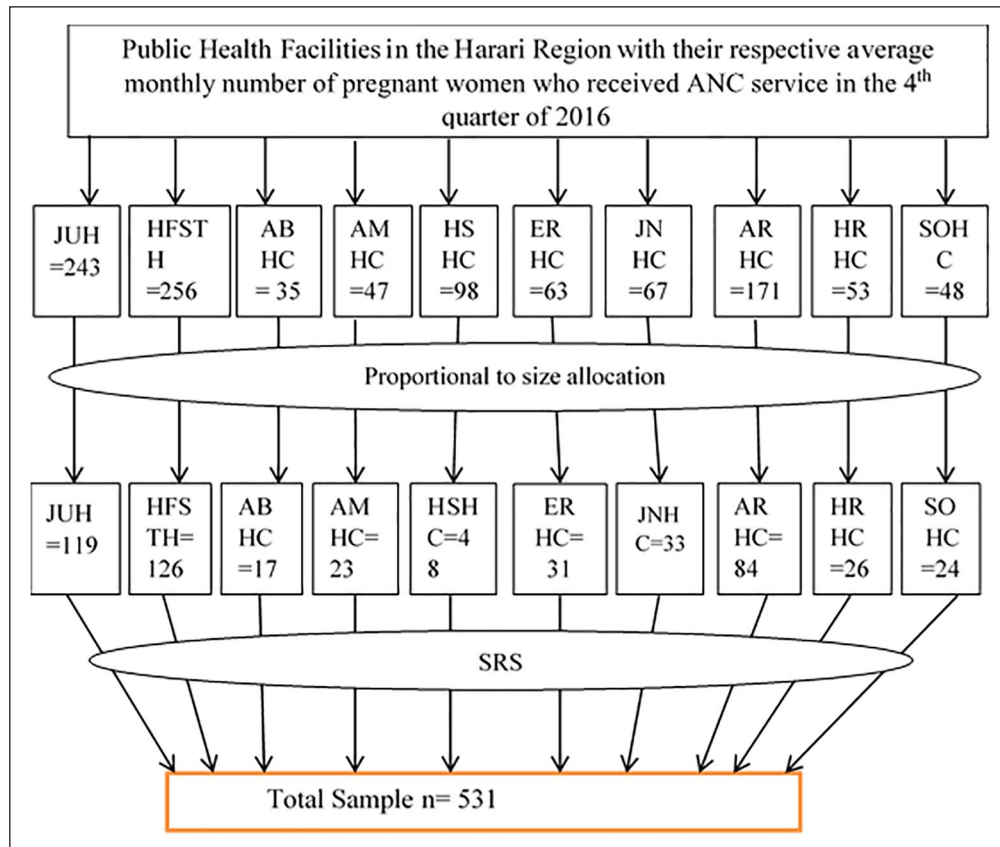 Public Health Facilities in the Harari Region with their respective average
monthly number of pregnant women who received ANC service in the 4th
quarter of 2016
JUH
=243
HFST
H
=256
AB
HC
= 35
AM
HC
=47
HS
HC
=98
ER
HC
=63
JN
HC
=67
AR
HC
=171
HR
HC
=53
SOH
C
=48
Proportional to size allocation
JUH
=119
HFS
TH=
126
AB
HC
=17
AM
HC=
23
HSH
C=4
8
ER
HC=
31
JNH
C=33
AR
HC=
84
HR
HC
=26
SO
HC
=24
SRS
Total Sample n= 531